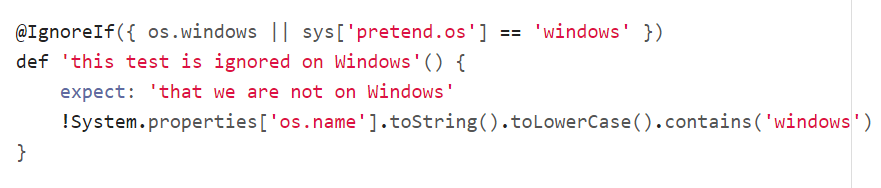 @IgnoreIf({ os.windows || sys['pretend.os'] == 'windows' })
def 'this test is ignored on Windows'() {
    expect: 'that we are not on Windows'
    !System.properties['os.name'].toString().toLowerCase().contains('windows')
}